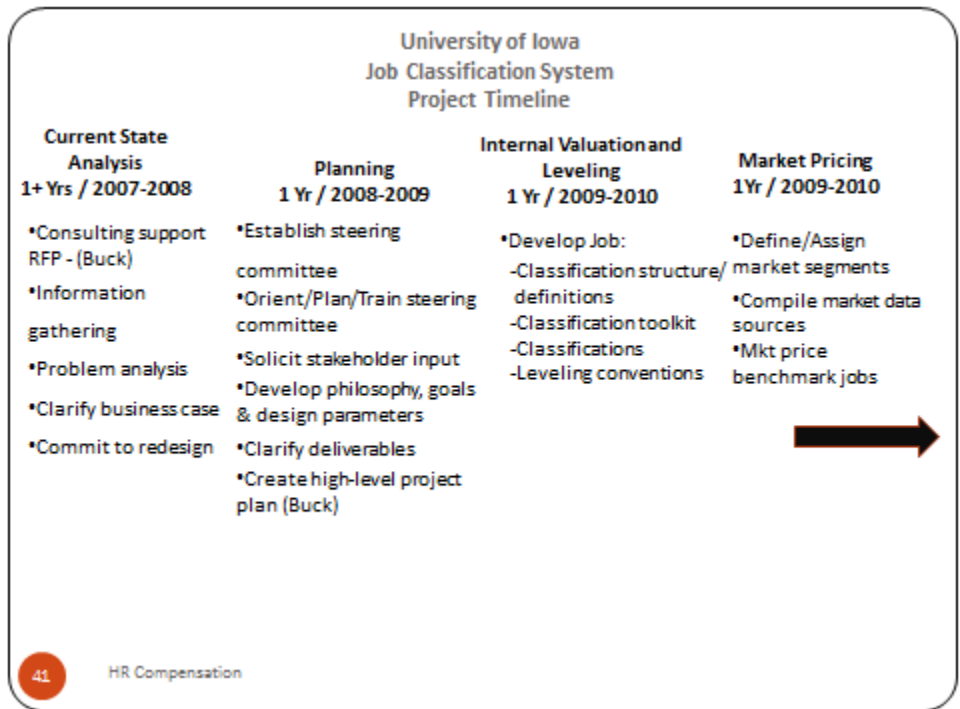 University of Iowa
Job Classification System
Project Timeline
Current State
Analysis
1+ Yrs / 2007-2008
•Consulting support
RFP - (Buck)
•Information
gathering
•Problem analysis
•Clarify business case
•Commit to redesign
Planning
1 Yr / 2008-2009
•Establish steering
committee
•Orient/Plan/Train steering
committee
•Solicit stakeholder input
•Develop philosophy, goals
& design parameters
•Clarify deliverables
•Create high-level project
plan (Buck)
Internal Valuation and
Leveling
1 Yr / 2009-2010
•Develop Job:
-Classification structure/
definitions
-Classification toolkit
-Classifications
-Leveling conventions
Market Pricing
1Yr / 2009-2010
•Define/Assign
market segments
•Compile market data
sources
•Mkt price
benchmark jobs
41
HR Compensation